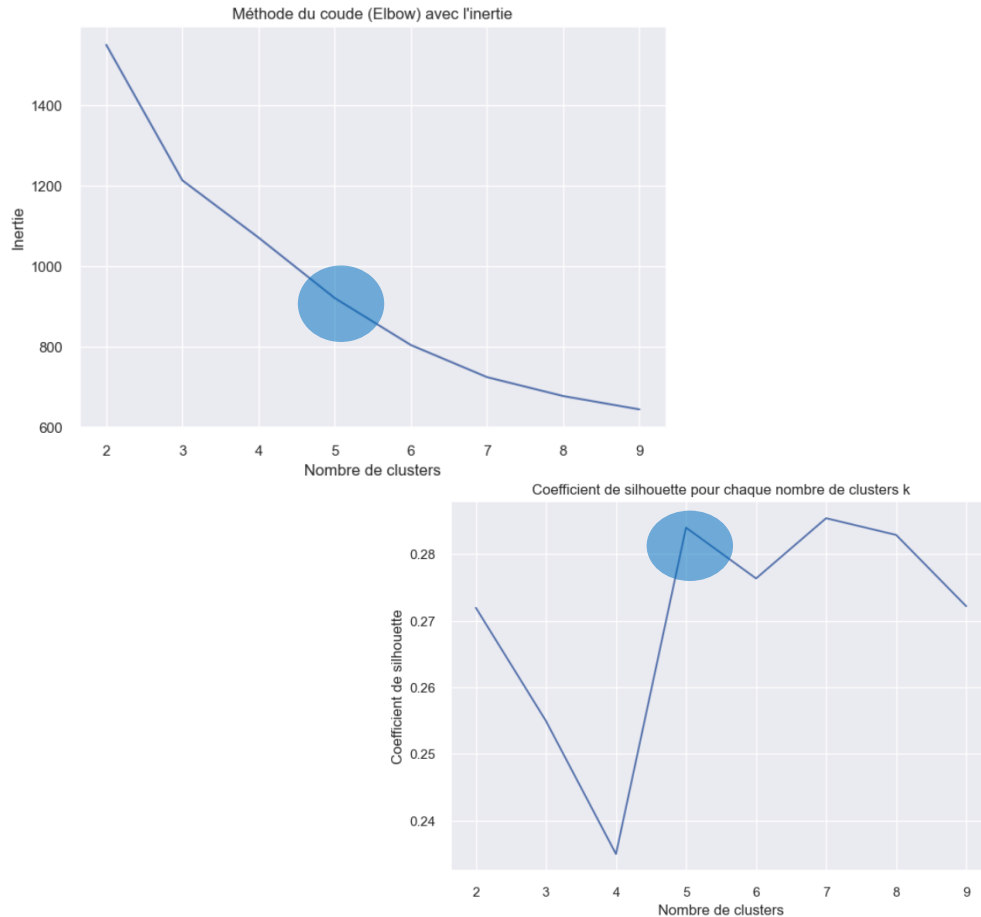 Méthode du coude (Elbow) avec l'inertie
1400
1200
1000
800
600
Inertie
2 3 4 5 6 7 8 9
Nombre de clusters
Coefficient de silhouette pour chaque nombre de clusters k
0.28
0.27
0.26
0.25
0.24
Coefficient de silhouette
2 3 4 5 6 7 8 9
Nombre de clusters